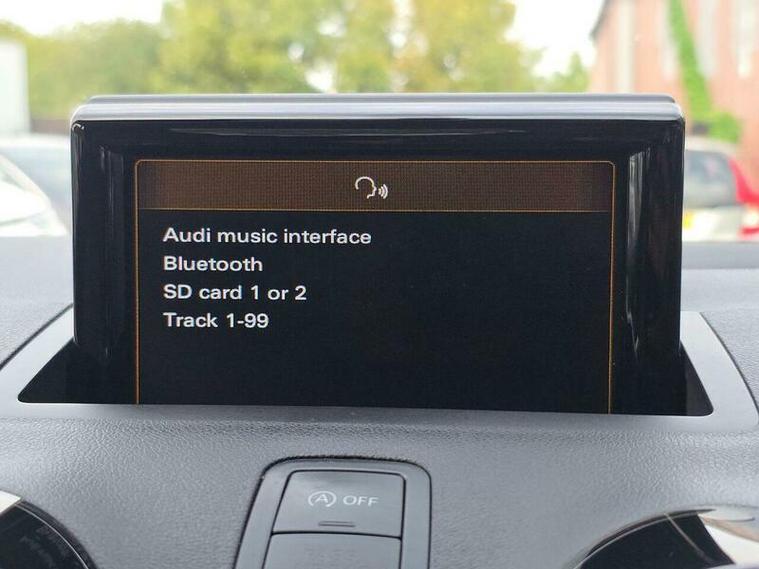 Audi music interface
Bluetooth
SD card 1 or 2
Track 1-99
A OFF